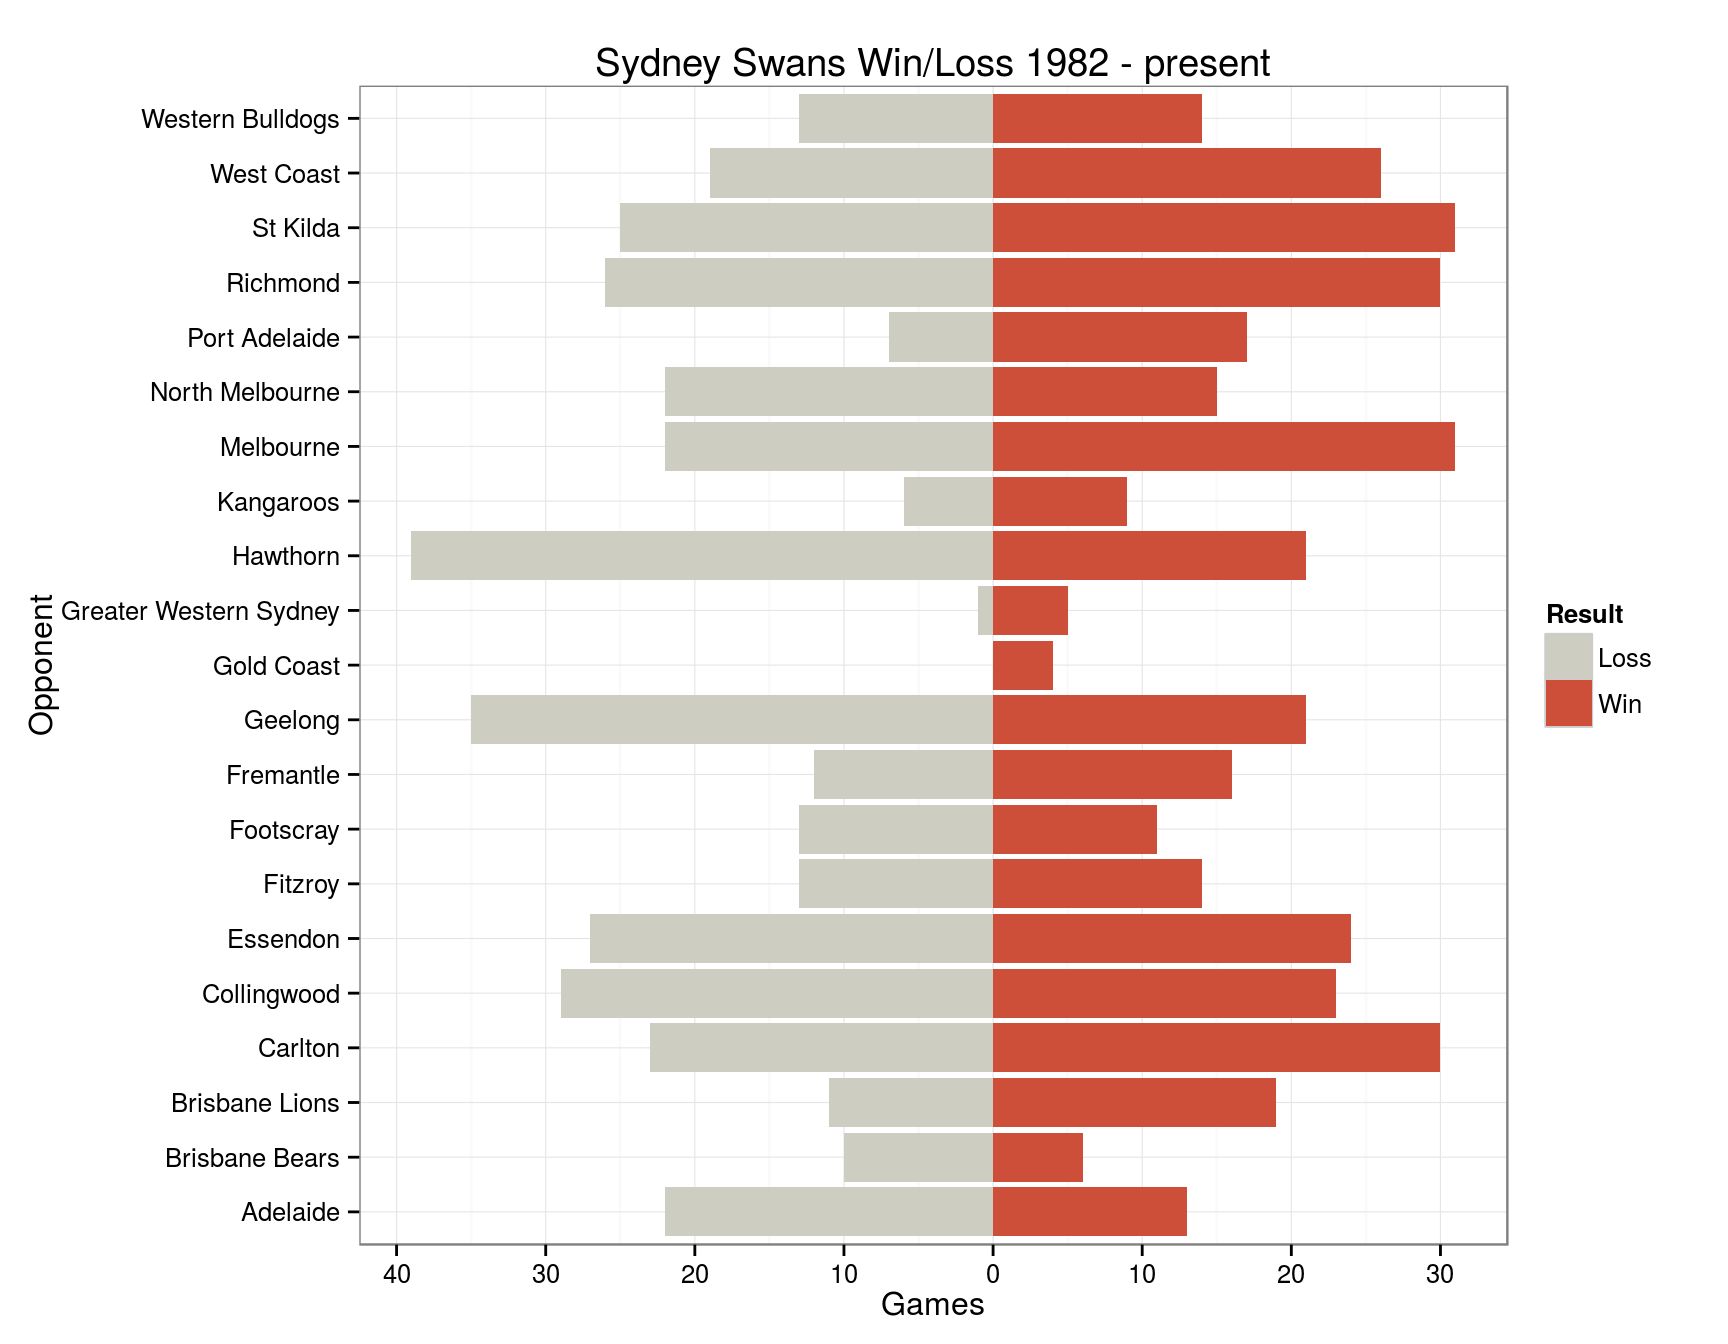 Sydney Swans Win/Loss 1982 - present
Western Bulldogs
West Coast
St Kilda
Richmond
Port Adelaide
North Melbourne
Melbourne
Kangaroos
Hawthorn
Greater Western Sydney
Gold Coast
Geelong
Fremantle
Footscray
Fitzroy
Essendon
Collingwood
Carlton
Brisbane Lions
Brisbane Bears
Adelaide
Opponent
40 30 20 10 0 10 20 30
Games
Result
Loss
Win